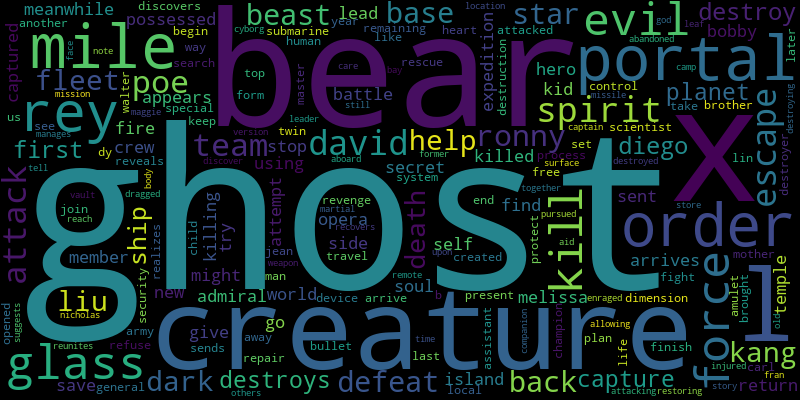 another discovers possessed beast lead base star evil destroy
meanwhile submarine year remaining bobby
mile bear human like heart attacked portal later
captured begin location abandoned
cyborg rescue
fleet poe search way expedition destruction hero leaf god
note walter top care us rey mission face appears form master bay battle kid control planet camp
fire special keep still spirit take brother missile
maggie version leader killed captain scientist
first see crew team david help ronny process set diego x escape
manages dy twin stop aboard former surface destroyed lin destroyer destroying
tell reveals using secret system free together
vault body discover end pursued store
ghost attack join member ship dragged realizes child killing try attempt revenge martial opera recovers death find kill aid sent order
reach side self created protect arrives mother fight
jean travel upon
security weapon man might soul remote b present melissa enraged dimension force amulet brought temple
liu new admiral world device arrive
opened nicholas army give go creature assistant companion bullet champion allowing plan life l old
suggests reunites refuse sends away time finish kang
glass repair last injured carl
save general destroys defeat island back capture story return
dark others local attacking restoring fran